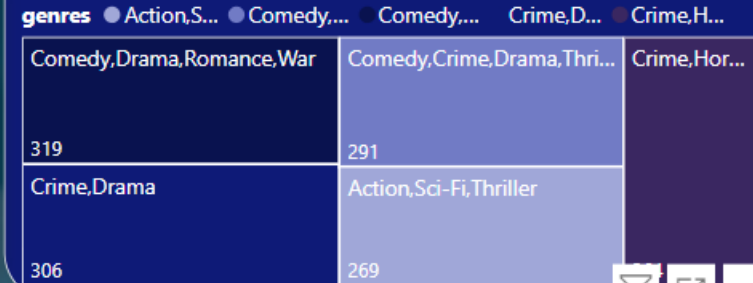 genres Action,S... Comedy,... Comedy,... Crime,D... Crime,H...
Comedy,Drama,Romance,War
319
Comedy,Crime,Drama,Thri...
291
Crime,Hor...
Crime,Drama
306
Action,Sci-Fi,Thriller
269